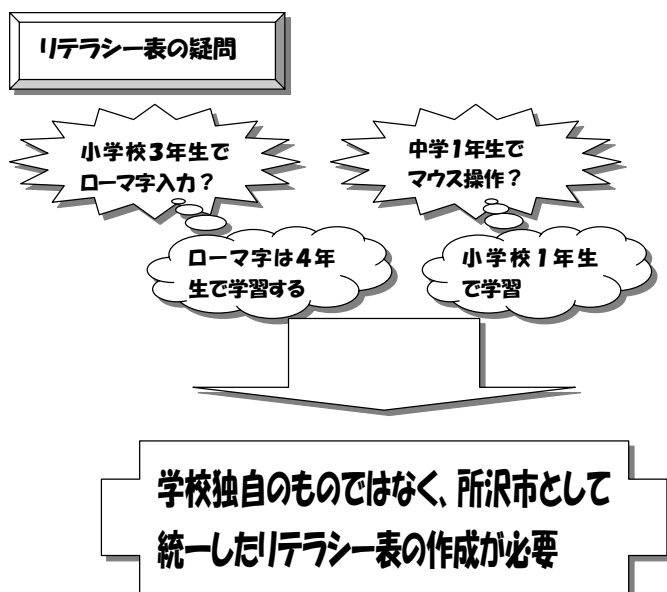 リテラシー表の疑問
小学校3年生で
ローマ字入力?
中学1年生で
マウス操作?
ローマ字は4年
生で学習する
小学校1年生
で学習
学校独自のものではなく、所沢市として
統一したリテラシー表の作成が必要